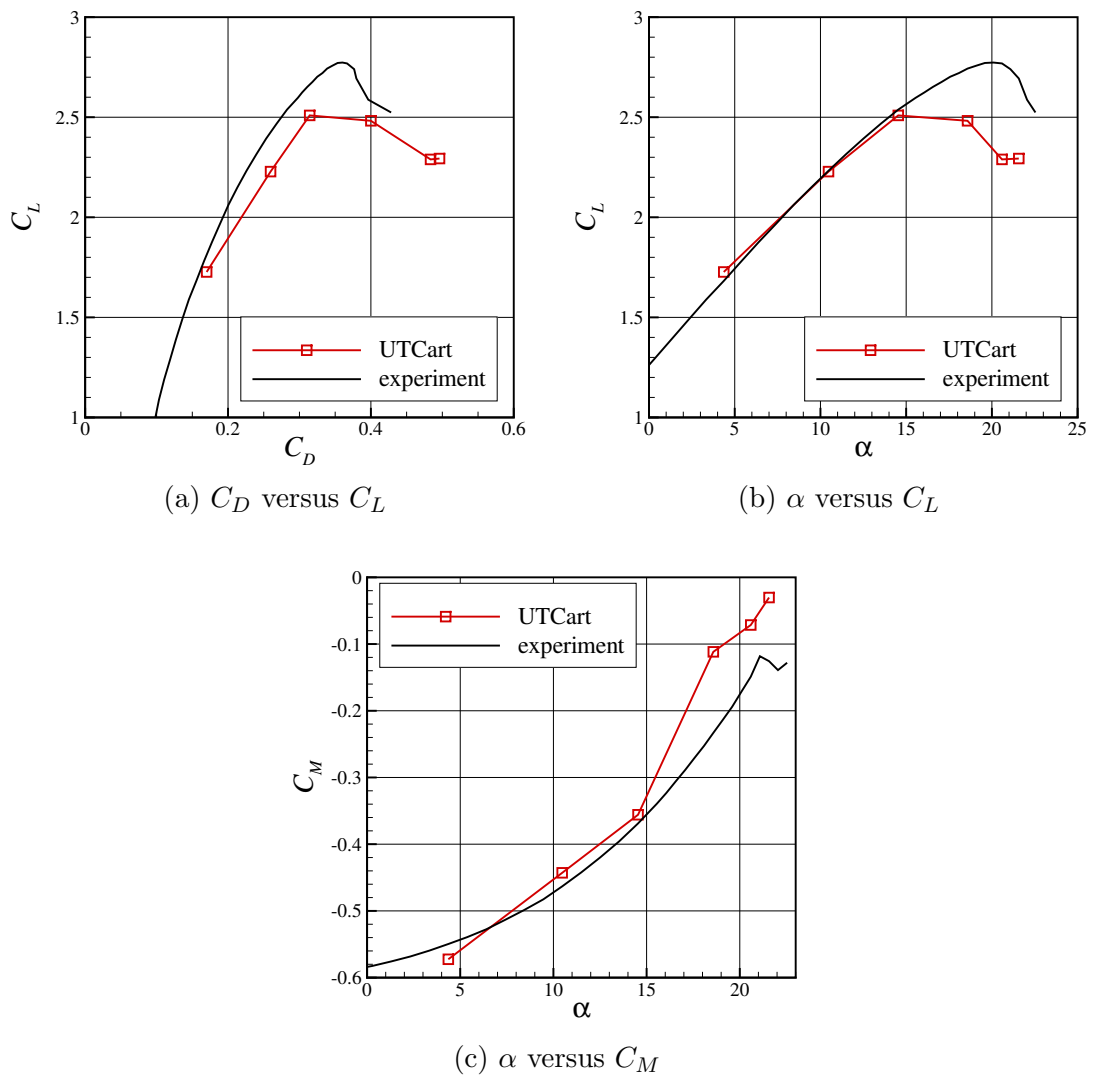 3
2.5
2
1.5
1
C_L
0
0.2
0.4
0.6
C_D
UTCart
experiment
(a) C_D versus C_L
3
2.5
2
1.5
1
C_L
0
5
10
15
20
25
α
UTCart
experiment
(b) α versus C_L
0
-0.1
-0.2
-0.3
-0.4
-0.5
-0.6
C_M
0
5
10
15
20
α
UTCart
experiment
(c) α versus C_M